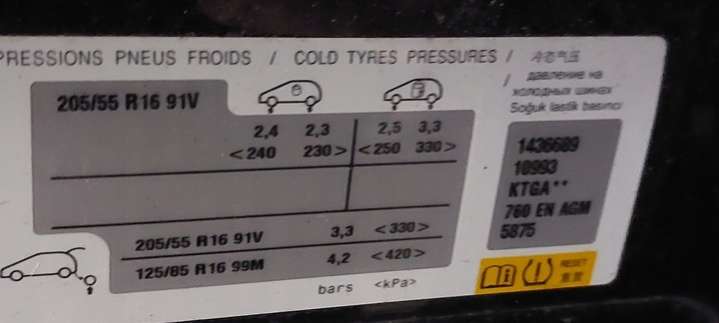 PRESSIONS PNEUS FROIDS / COLD TYRES PRESSURES /
/ давление на
холодных шинах
Soğuk lastik basıncı
205/55 R16 91V
2,4 2,3 2,5 3,3
<240 230> <250 330>
205/55 R16 91V 3,3 <330>
125/85 R16 99M 4,2 <420>
bars <kPa>
1436689
10993
KTGA**
760 EN AGM
5875
RESET